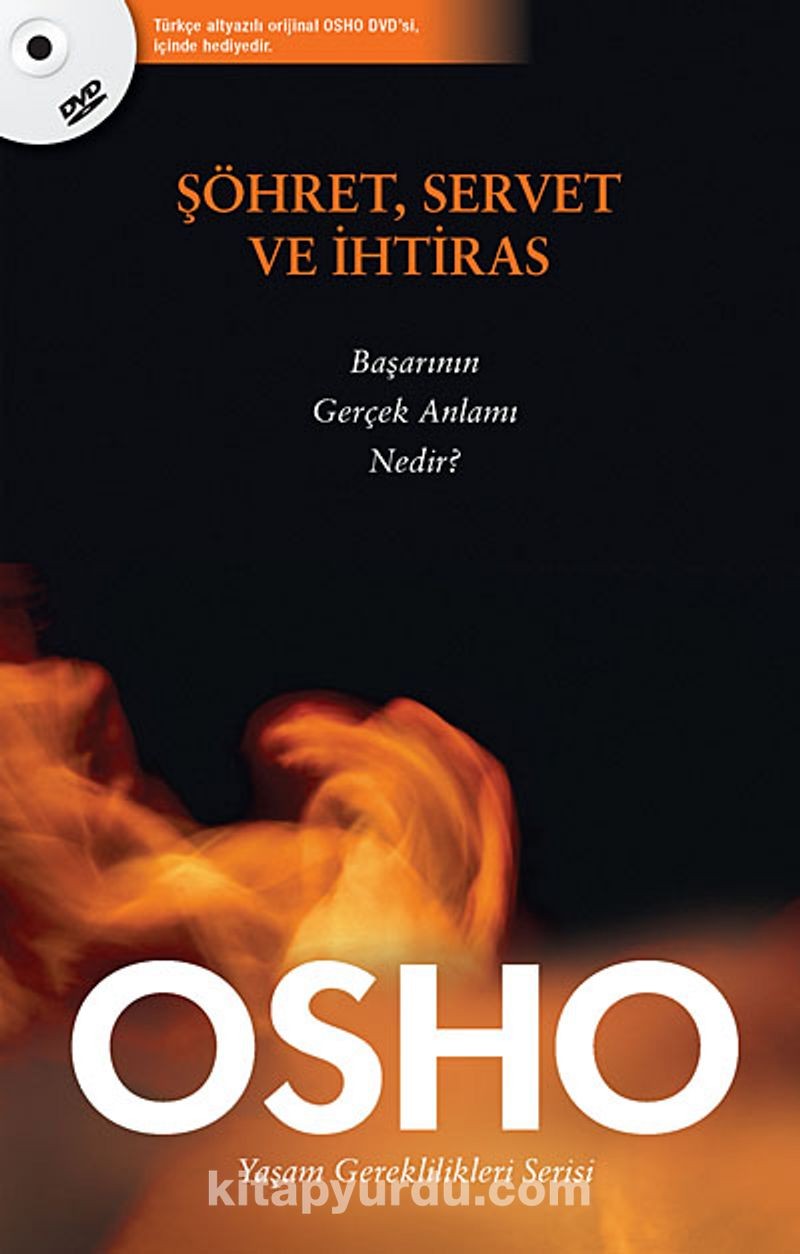 Türkçe altyazılı orijinal OSHO DVD'si,
içinde hediyedir.
DVD
ŞÖHRET, SERVET
VE İHTİRAS
Başarının
Gerçek Anlamı
Nedir?
OSHO
Yaşam Gereklilikleri Serisi
kitapyurdu.com